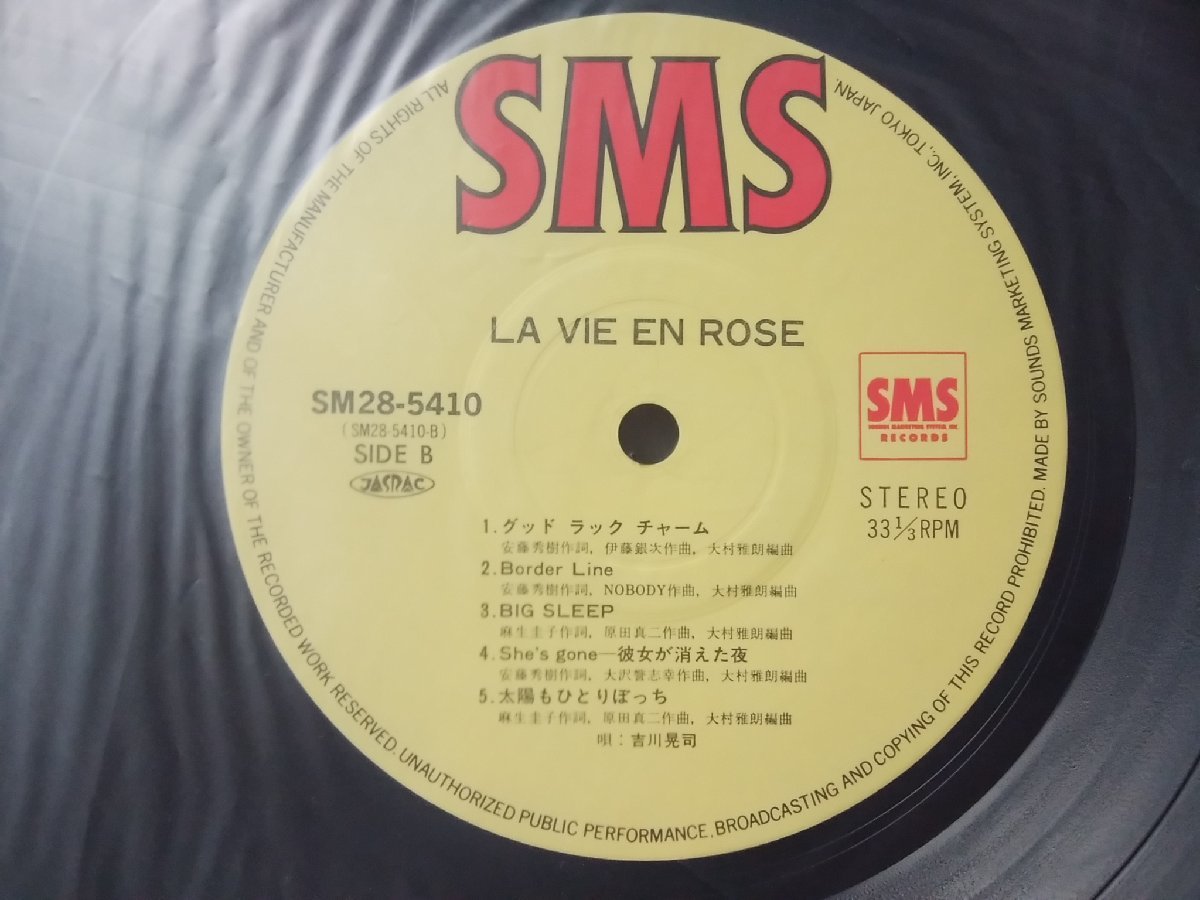 SMS
LA VIE EN ROSE
SM28-5410
(SM28-5410-B)
SIDE B
JASRAC
SMS
SOUNDS MARKETING SYSTEM, INC.
RECORDS
STEREO
33 1/3 RPM
1. グッド ラック チャーム
安藤秀樹作詞, 伊藤銀次作曲, 大村雅朗編曲
2. Border Line
安藤秀樹作詞, NOBODY作曲, 大村雅朗編曲
3. BIG SLEEP
麻生圭子作詞, 原田真二作曲, 大村雅朗編曲
4. She's gone—彼女が消えた夜
安藤秀樹作詞, 大沢誉志幸作曲, 大村雅朗編曲
5. 太陽もひとりぼっち
麻生圭子作詞, 原田真二作曲, 大村雅朗編曲
唄：吉川晃司
ALL RIGHTS OF THE MANUFACTURER AND OF THE OWNER OF THE RECORDED WORK RESERVED. UNAUTHORIZED PUBLIC PERFORMANCE. BROADCASTING AND COPYING OF THIS RECORD PROHIBITED. MADE BY SOUNDS MARKETING SYSTEM, INC., TOKYO JAPAN.